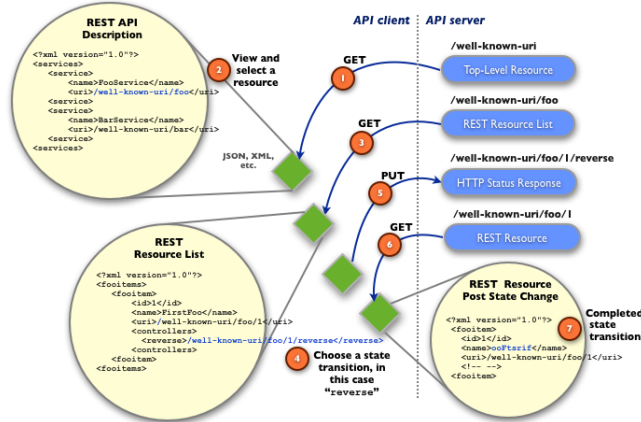 REST API
Description
<?xml version="1.0"?>
<services>
<service>
<name>FooService</name>
<uri>/well-known-uri/foo</uri>
<service>
<service>
<name>BarService</name>
<uri>/well-known-uri/bar</uri>
<service>
<services>
2
View and
select a
resource
JSON, XML,
etc.
API client
API server
GET
1
/well-known-uri
Top-Level Resource
GET
3
/well-known-uri/foo
REST Resource List
PUT
5
/well-known-uri/foo/1/reverse
HTTP Status Response
GET
6
/well-known-uri/foo/1
REST Resource
REST
Resource List
<?xml version="1.0"?>
<fooitems>
<fooitem>
<id>1</id>
<name>FirstFoo</name>
<uri>/well-known-uri/foo/1</uri>
<controllers>
<reverse>/well-known-uri/foo/1/reverse</reverse>
<controllers>
<fooitem>
<fooitems>
4
Choose a state
transition, in
this case
"reverse"
REST Resource
Post State Change
<?xml version="1.0"?>
<fooitem>
<id>1</id>
<name>ooFtsrif</name>
<uri>/well-known-uri/foo/1</uri>
<!-- -->
<fooitem>
7
Completed
state
transition